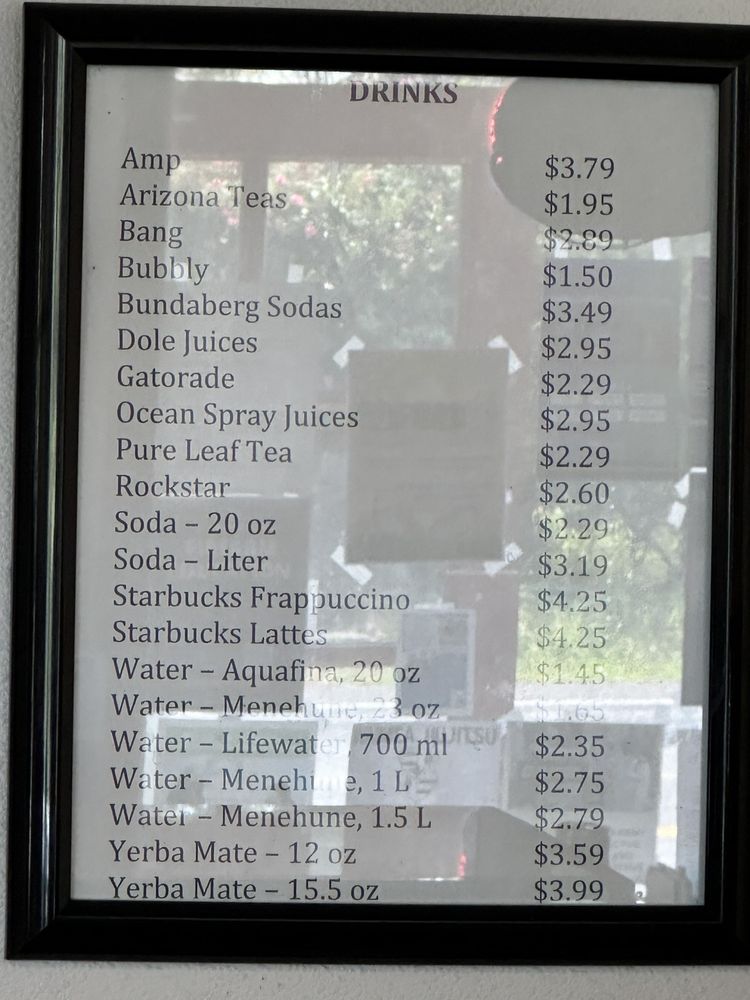 DRINKS
Amp $3.79
Arizona Teas $1.95
Bang $2.89
Bubbly $1.50
Bundaberg Sodas $3.49
Dole Juices $2.95
Gatorade $2.29
Ocean Spray Juices $2.95
Pure Leaf Tea $2.29
Rockstar $2.60
Soda – 20 oz $2.29
Soda – Liter $3.19
Starbucks Frappuccino $4.25
Starbucks Lattes $4.25
Water – Aquafina, 20 oz $1.45
Water – Menehune, 23 oz $1.65
Water – Lifewater, 700 ml $2.35
Water – Menehune, 1 L $2.75
Water – Menehune, 1.5 L $2.79
Yerba Mate – 12 oz $3.59
Yerba Mate – 15.5 oz $3.99